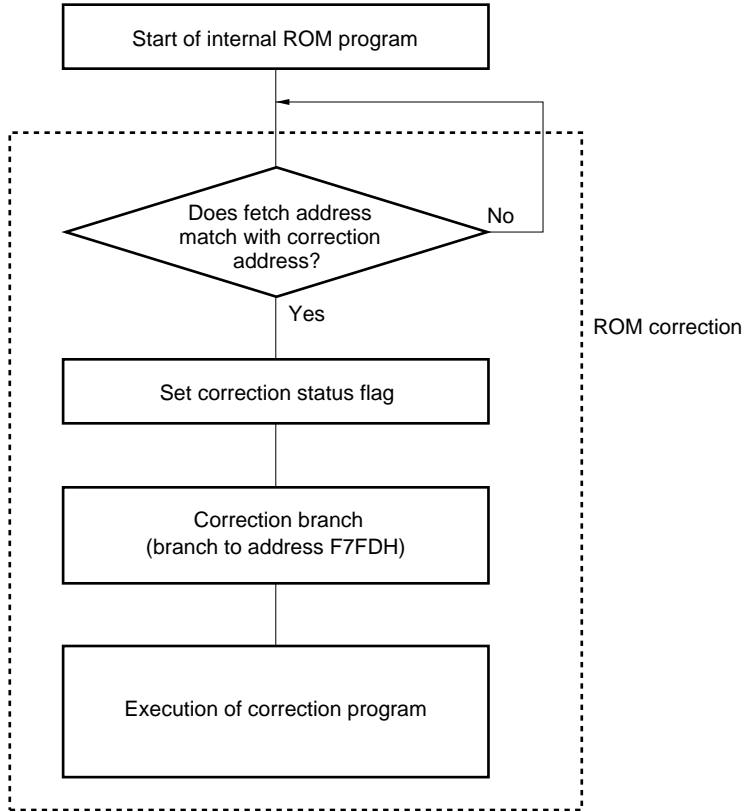 Start of internal ROM program
Does fetch address
match with correction
address?
No
Yes
ROM correction
Set correction status flag
Correction branch
(branch to address F7FDH)
Execution of correction program